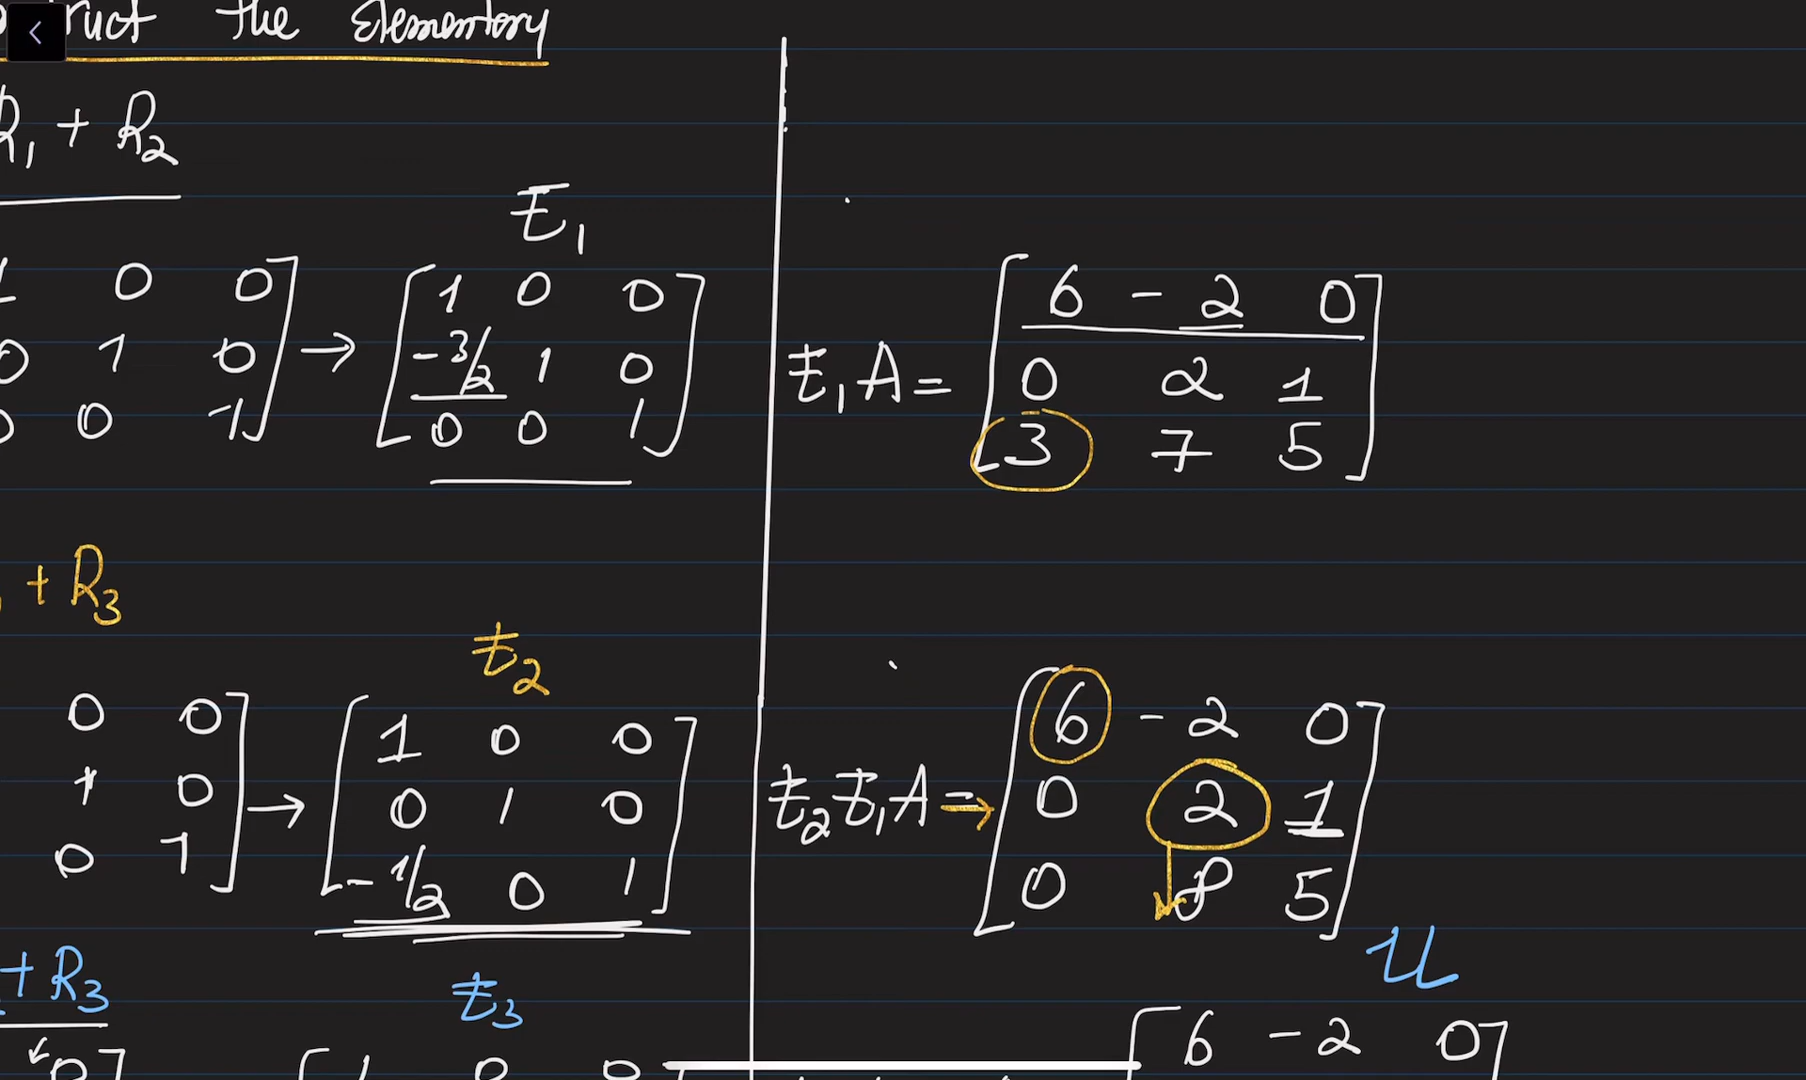 truct the Elementary
R₁ + R₂
E₁
0 0] → [1 0 0]
0 1 0] → [-3/2 1 0]
0 0 1] → [0 0 1]
E₁A = [6 -2 0]
[0 2 1]
[3 7 5]
+ R₃
E₂
0 0] → [1 0 0]
1 0] → [0 1 0]
0 1] → [-1/2 0 1]
E₂E₁A = [6 -2 0]
[0 2 1]
[0 8 5]
+ R₃
E₃
U
[6 -2 0]